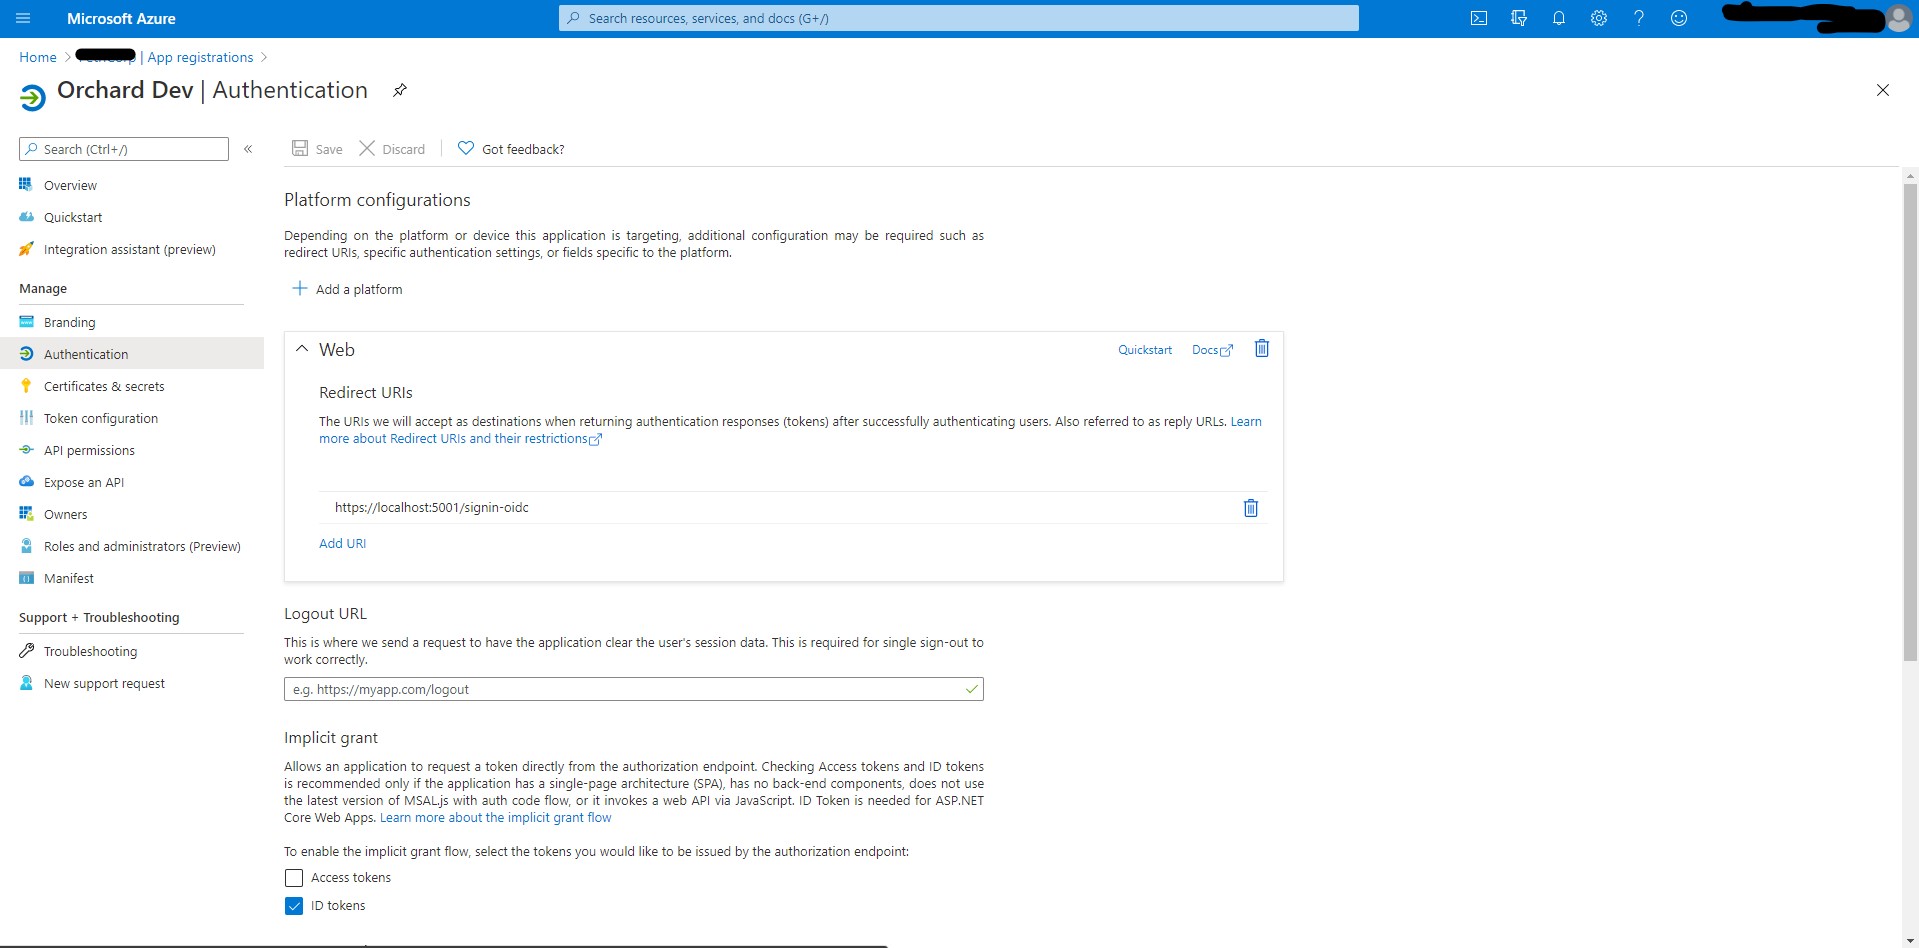 Microsoft Azure
Search resources, services, and docs (G+/)
Home > | App registrations >
Orchard Dev | Authentication
Search (Ctrl+/)
«
Overview
Quickstart
Integration assistant (preview)
Manage
Branding
Authentication
Certificates & secrets
Token configuration
API permissions
Expose an API
Owners
Roles and administrators (Preview)
Manifest
Support + Troubleshooting
Troubleshooting
New support request
Save Discard Got feedback?
Platform configurations
Depending on the platform or device this application is targeting, additional configuration may be required such as
redirect URIs, specific authentication settings, or fields specific to the platform.
Add a platform
Web
Quickstart Docs
Redirect URIs
The URIs we will accept as destinations when returning authentication responses (tokens) after successfully authenticating users. Also referred to as reply URLs. Learn
more about Redirect URIs and their restrictions
https://localhost:5001/signin-oidc
Add URI
Logout URL
This is where we send a request to have the application clear the user's session data. This is required for single sign-out to
work correctly.
e.g. https://myapp.com/logout
Implicit grant
Allows an application to request a token directly from the authorization endpoint. Checking Access tokens and ID tokens
is recommended only if the application has a single-page architecture (SPA), has no back-end components, does not use
the latest version of MSAL.js with auth code flow, or it invokes a web API via JavaScript. ID Token is needed for ASP.NET
Core Web Apps. Learn more about the implicit grant flow
To enable the implicit grant flow, select the tokens you would like to be issued by the authorization endpoint:
Access tokens
ID tokens